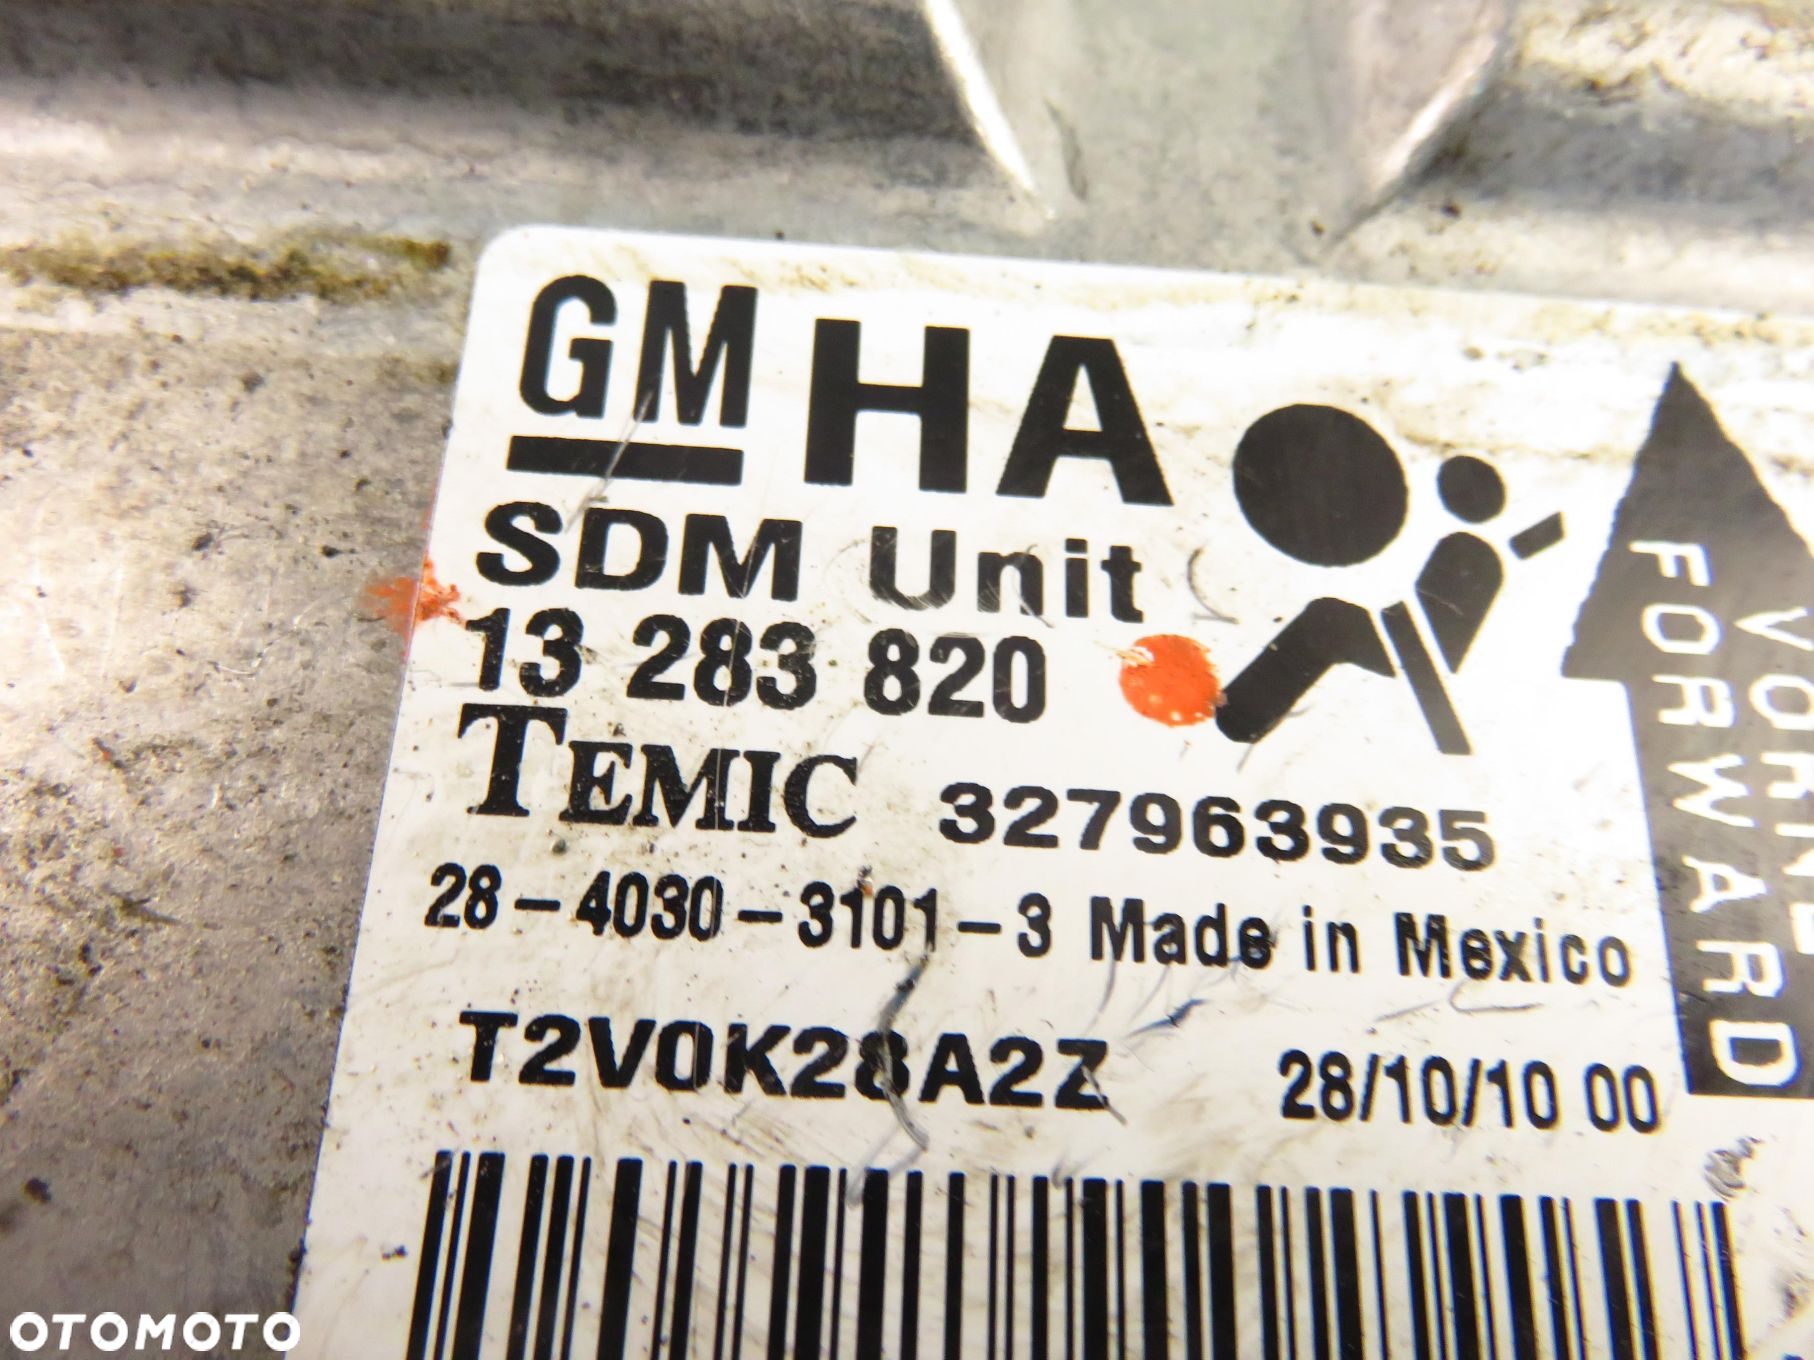 GM HA
SDM Unit
13 283 820
TEMIC 327963935
28-4030-3101-3 Made in Mexico
T2V0K28A2Z 28/10/10 00
FORWARD
VORNE
OTOMOTO